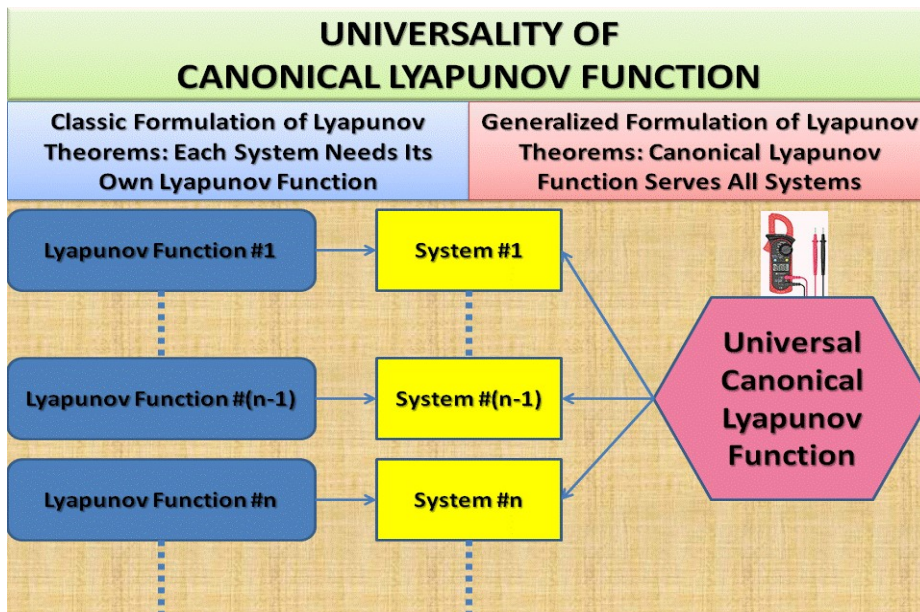 UNIVERSALITY OF
CANONICAL LYAPUNOV FUNCTION
Classic Formulation of Lyapunov
Theorems: Each System Needs Its
Own Lyapunov Function
Generalized Formulation of Lyapunov
Theorems: Canonical Lyapunov
Function Serves All Systems
Lyapunov Function #1
System #1
Lyapunov Function #(n-1)
System #(n-1)
Lyapunov Function #n
System #n
Universal
Canonical
Lyapunov
Function